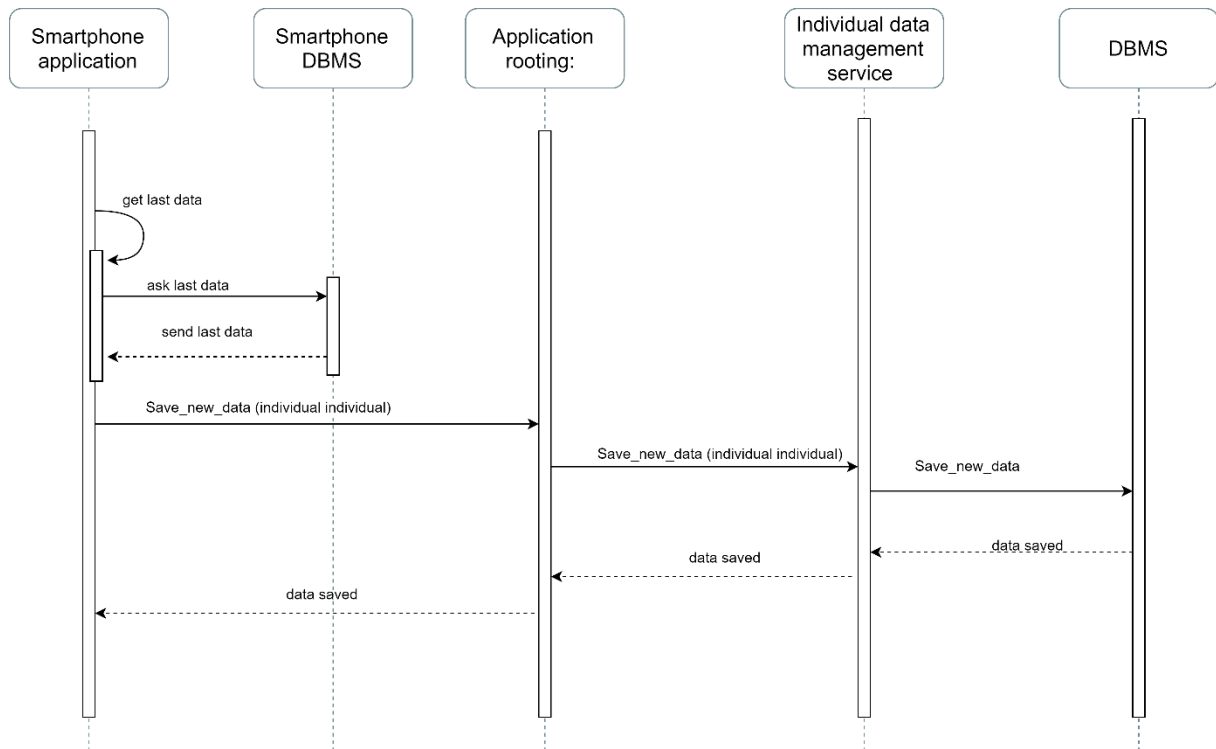 Smartphone
application
Smartphone
DBMS
Application
rooting:
Individual data
management
service
DBMS
get last data
ask last data
send last data
Save_new_data (individual individual)
Save_new_data (individual individual)
Save_new_data
data saved
data saved
data saved